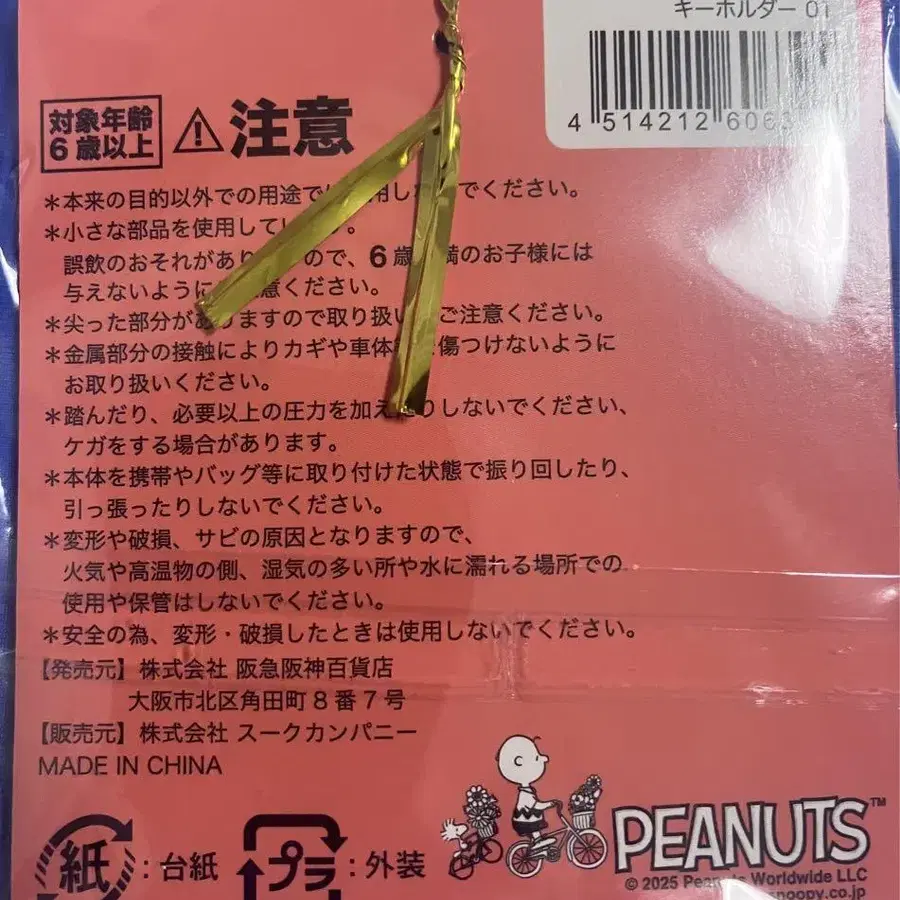 キーホルダー 01
4 514212 606
対象年齢
6歳以上
注意
*本来の目的以外での用途で 用し でください。
*小さな部品を使用して 。
誤飲のおそれがあり ので、6歳 満のお子様には
与えないように 意ください。
*尖った部分が りますので取り扱い ご注意ください。
*金属部分の接触によりカギや車体 傷つけないように
お取り扱いください。
*踏んだり、必要以上の圧力を加え りしないでください、
ケガをする場合があります。
*本体を携帯やバッグ等に取り付けた状態で振り回したり、
引っ張ったりしないでください。
*変形や破損、サビの原因となりますので、
火気や高温物の側、湿気の多い所や水に濡れる場所での
使用や保管はしないでください。
*安全の為、変形・破損したときは使用しないでください。
【発売元】株式会社 阪急阪神百貨店
大阪市北区角田町8番7号
【販売元】株式会社 スークカンパニー
MADE IN CHINA
紙:台紙 プラ:外装
PEANUTS™
© 2025 Peanuts Worldwide LLC
snoopy.co.jp